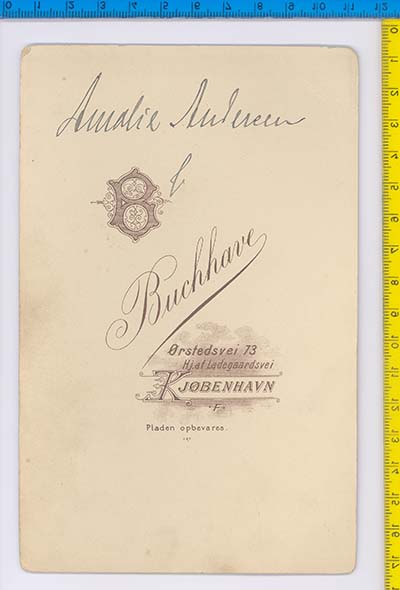 Amalie Andersen
B
Buchhave
Ørstedsvei 73
Hj. af Ladegaardsvei
KJØBENHAVN
F
Pladen opbevares.